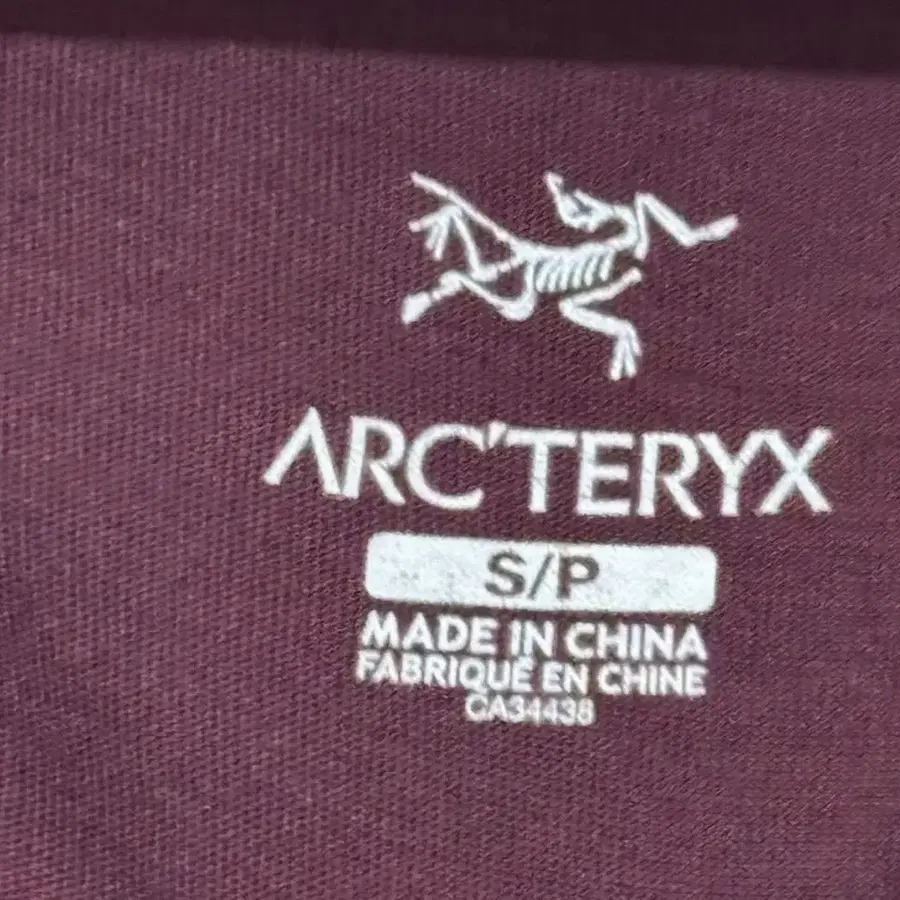 ARC'TERYX
S/P
MADE IN CHINA
FABRIQUÉ EN CHINE
CA34438